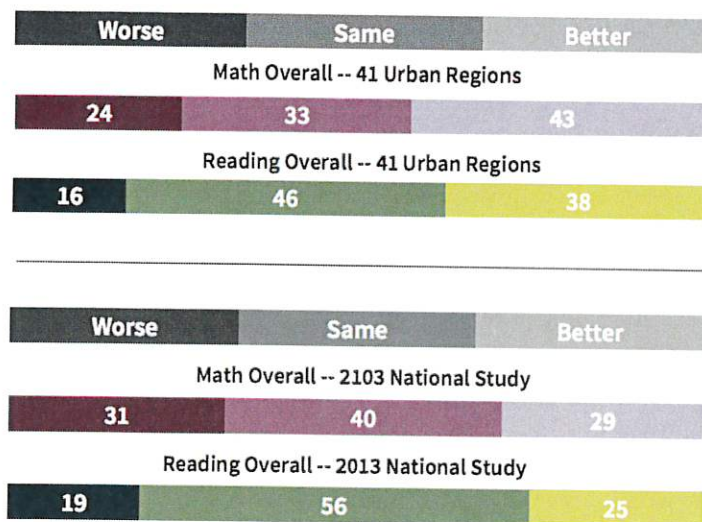 Worse Same Better
Math Overall -- 41 Urban Regions
24 33 43
Reading Overall -- 41 Urban Regions
16 46 38
Worse Same Better
Math Overall -- 2103 National Study
31 40 29
Reading Overall -- 2013 National Study
19 56 25